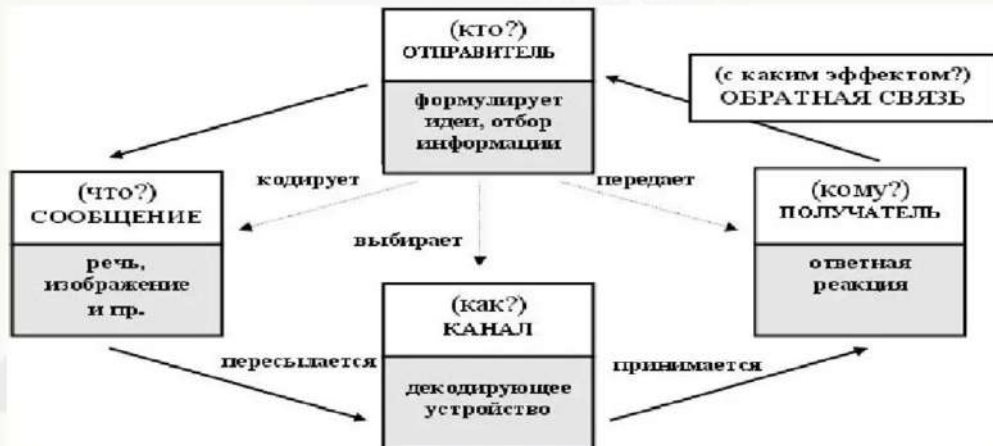 (кто?)
ОТПРАВИТЕЛЬ
формулирует
идеи, отбор
информации
(с каким эффектом?)
ОБРАТНАЯ СВЯЗЬ
кодирует
передает
(что?)
СООБЩЕНИЕ
речь,
изображение
и пр.
выбирает
(кому?)
ПОЛУЧАТЕЛЬ
ответная
реакция
(как?)
КАНАЛ
декодирующее
устройство
пересылается
принимается